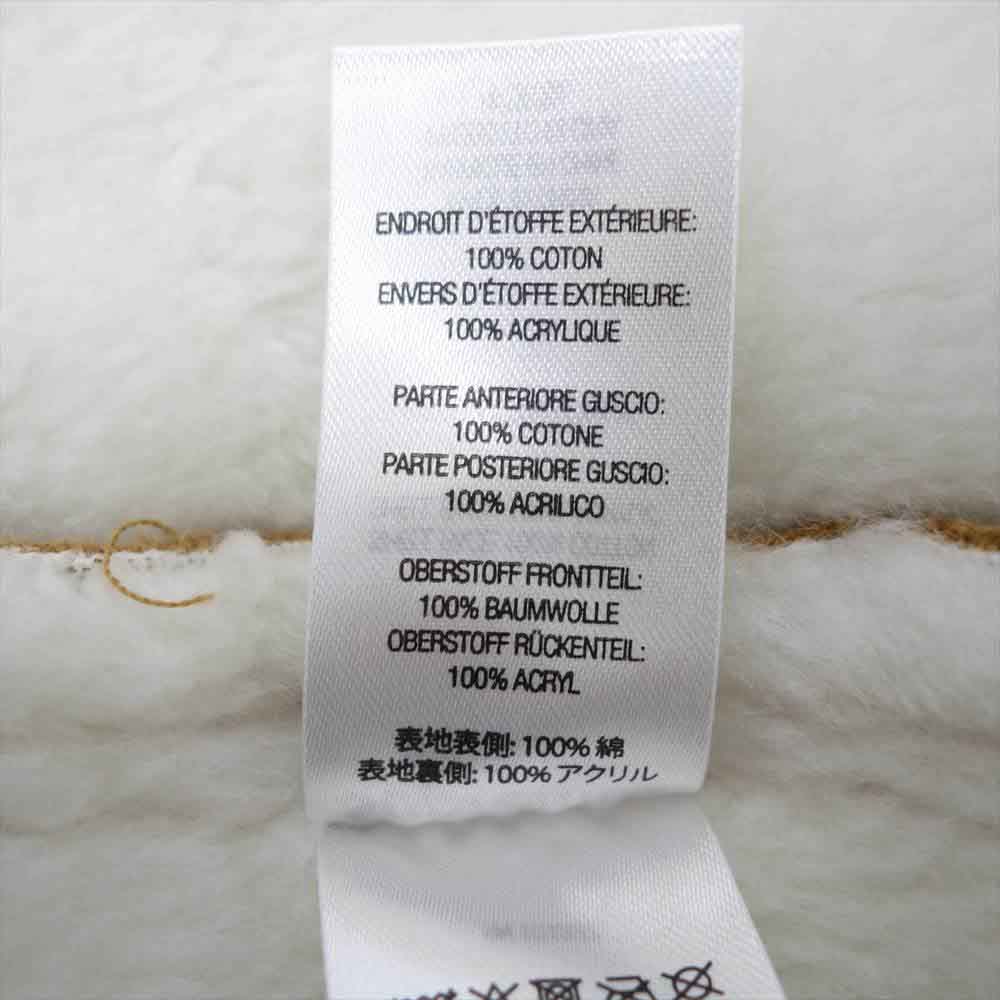 ENDROIT D'ÉTOFFE EXTÉRIEURE:
100% COTON
ENVERS D'ÉTOFFE EXTÉRIEURE:
100% ACRYLIQUE
PARTE ANTERIORE GUSCIO:
100% COTONE
PARTE POSTERIORE GUSCIO:
100% ACRILICO
OBERSTOFF FRONTTEIL:
100% BAUMWOLLE
OBERSTOFF RÜCKENTEIL:
100% ACRYL
表地表側: 100% 綿
表地裏側: 100% アクリル